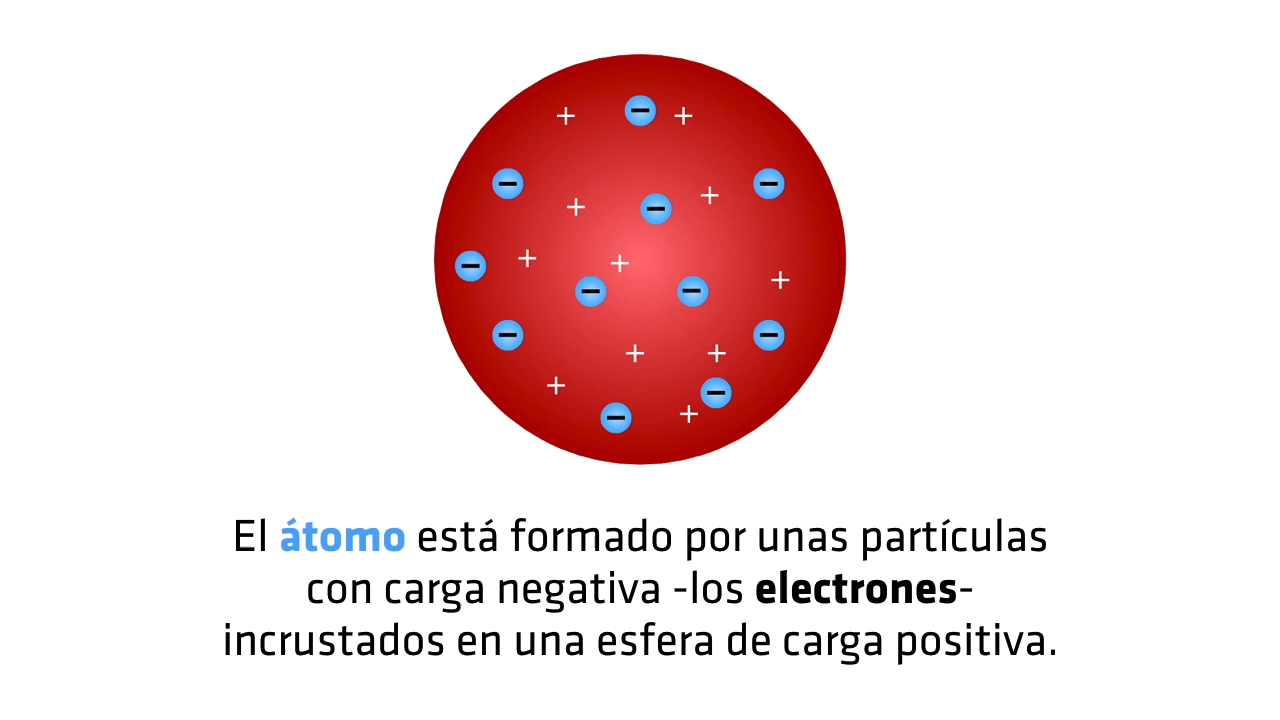 El átomo está formado por unas partículas
con carga negativa -los electrones-
incrustados en una esfera de carga positiva.